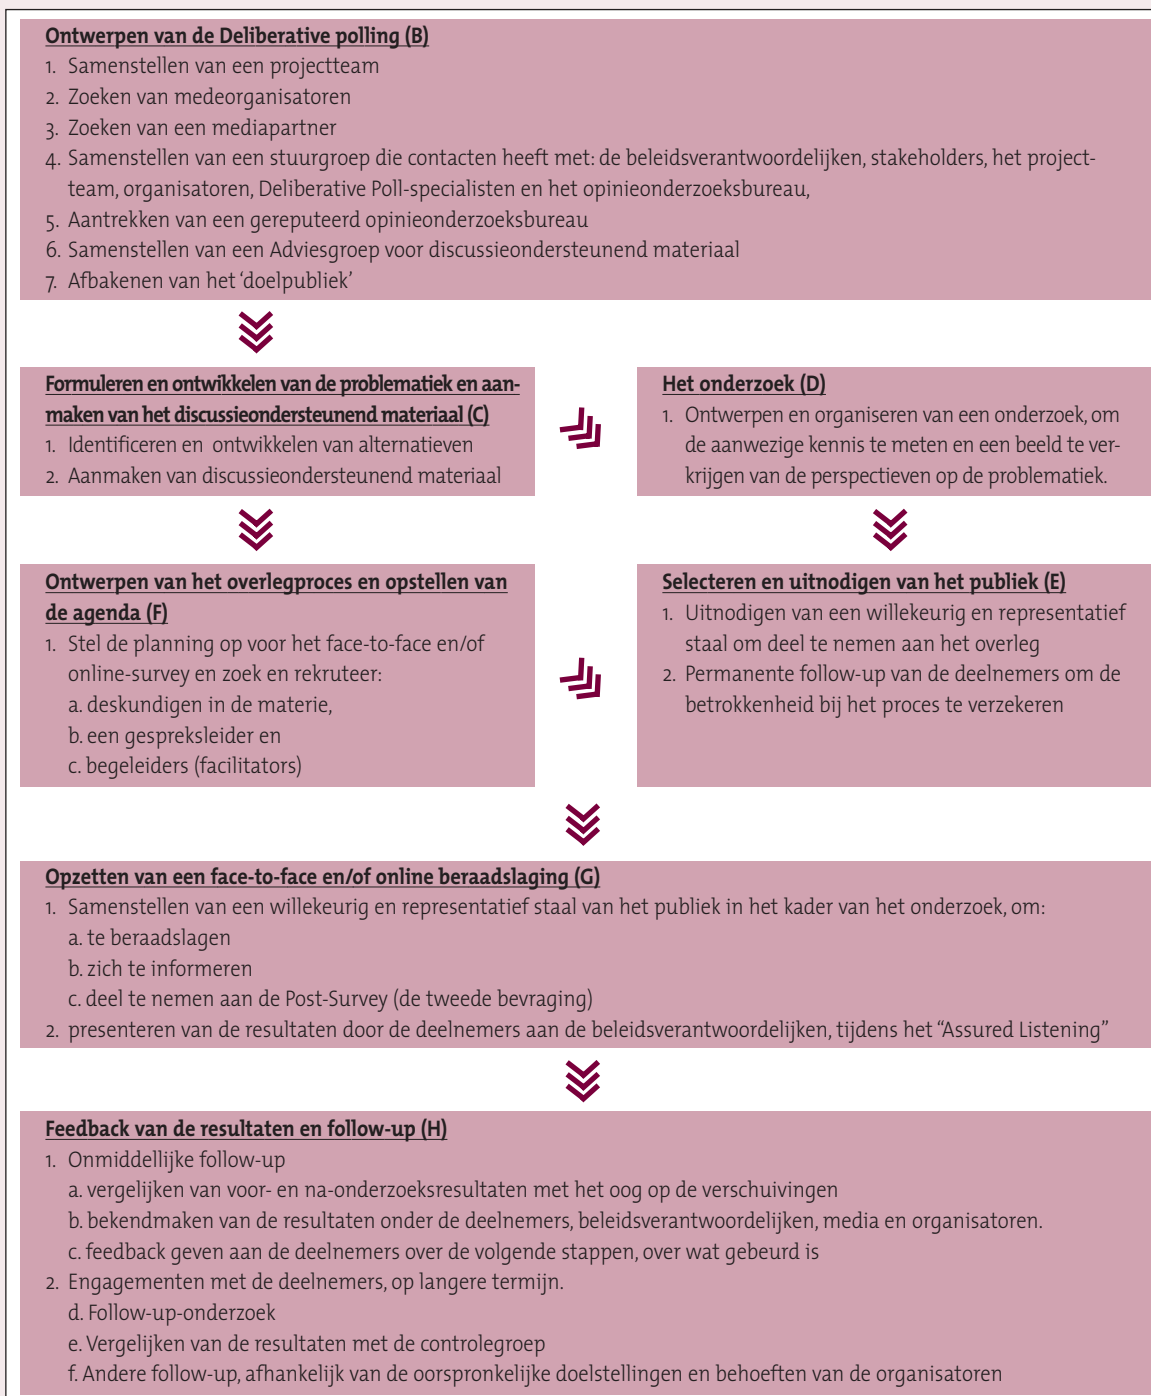 Ontwerpen van de Deliberative polling (B)
1. Samenstellen van een projectteam
2. Zoeken van medeorganisatoren
3. Zoeken van een mediapartner
4. Samenstellen van een stuurgroep die contacten heeft met: de beleidsverantwoordelijken, stakeholders, het project-
team, organisatoren, Deliberative Poll-specialisten en het opinieonderzoeksbureau,
5. Aantrekken van een gereputeerd opinieonderzoeksbureau
6. Samenstellen van een Adviesgroep voor discussieondersteunend materiaal
7. Afbakenen van het ‘doelpubliek’
Formuleren en ontwikkelen van de problematiek en aan-
maken van het discussieondersteunend materiaal (C)
1. Identificeren en ontwikkelen van alternatieven
2. Aanmaken van discussieondersteunend materiaal
Het onderzoek (D)
1. Ontwerpen en organiseren van een onderzoek, om
de aanwezige kennis te meten en een beeld te ver-
krijgen van de perspectieven op de problematiek.
Ontwerpen van het overlegproces en opstellen van
de agenda (F)
1. Stel de planning op voor het face-to-face en/of
online-survey en zoek en rekruteer:
a. deskundigen in de materie,
b. een gespreksleider en
c. begeleiders (facilitators)
Selecteren en uitnodigen van het publiek (E)
1. Uitnodigen van een willekeurig en representatief
staal om deel te nemen aan het overleg
2. Permanente follow-up van de deelnemers om de
betrokkenheid bij het proces te verzekeren
Opzetten van een face-to-face en/of online beraadslaging (G)
1. Samenstellen van een willekeurig en representatief staal van het publiek in het kader van het onderzoek, om:
a. te beraadslagen
b. zich te informeren
c. deel te nemen aan de Post-Survey (de tweede bevraging)
2. presenteren van de resultaten door de deelnemers aan de beleidsverantwoordelijken, tijdens het “Assured Listening”
Feedback van de resultaten en follow-up (H)
1. Onmiddellijke follow-up
a. vergelijken van voor- en na-onderzoeksresultaten met het oog op de verschuivingen
b. bekendmaken van de resultaten onder de deelnemers, beleidsverantwoordelijken, media en organisatoren.
c. feedback geven aan de deelnemers over de volgende stappen, over wat gebeurd is
2. Engagementen met de deelnemers, op langere termijn.
d. Follow-up-onderzoek
e. Vergelijken van de resultaten met de controlegroep
f. Andere follow-up, afhankelijk van de oorspronkelijke doelstellingen en behoeften van de organisatoren